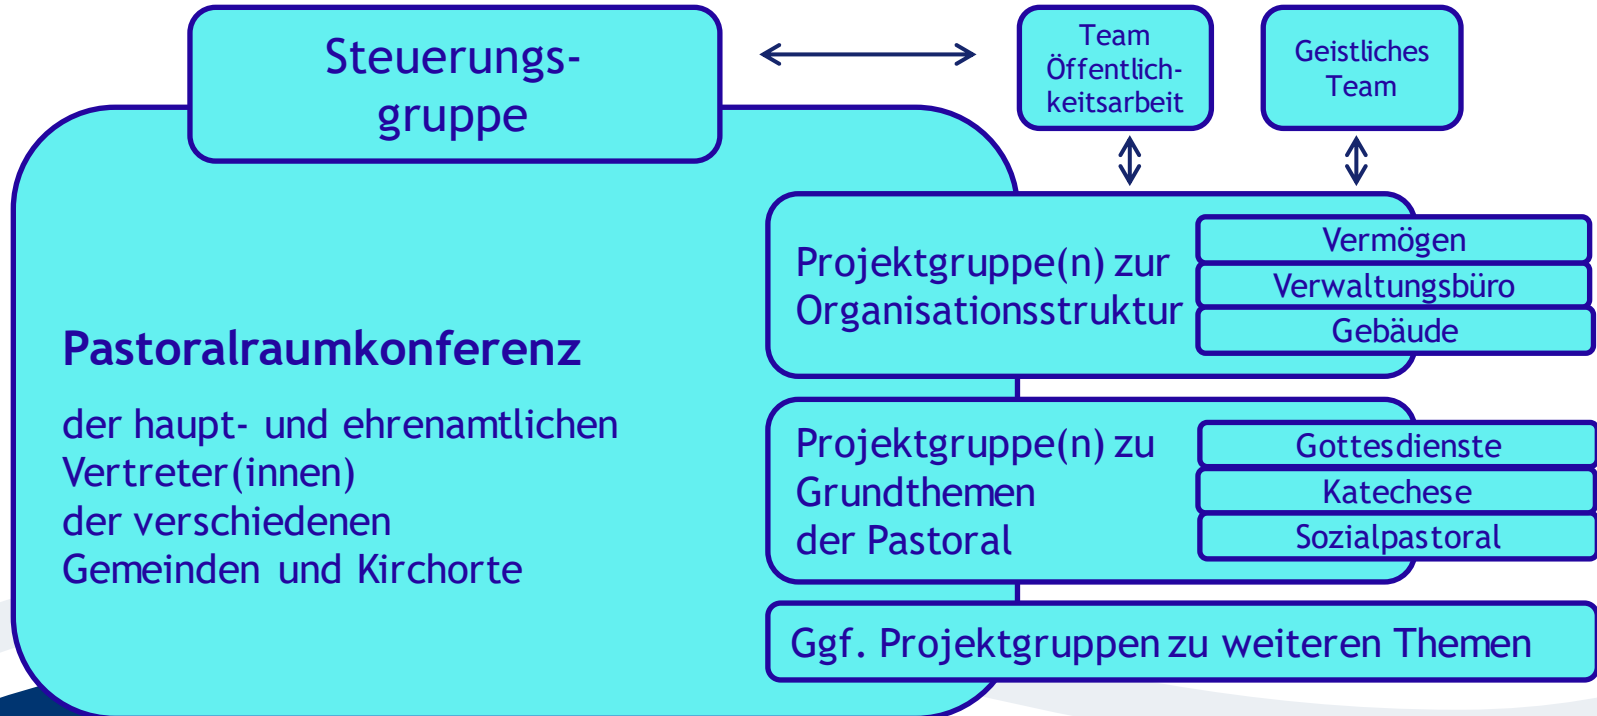 Steuerungs-
gruppe
Team
Öffentlich-
keitsarbeit
Geistliches
Team
Pastoralraumkonferenz
der haupt- und ehrenamtlichen
Vertreter(innen)
der verschiedenen
Gemeinden und Kirchorte
Projektgruppe(n) zur
Organisationsstruktur
Vermögen
Verwaltungsbüro
Gebäude
Projektgruppe(n) zu
Grundthemen
der Pastoral
Gottesdienste
Katechese
Sozialpastoral
Ggf. Projektgruppen zu weiteren Themen